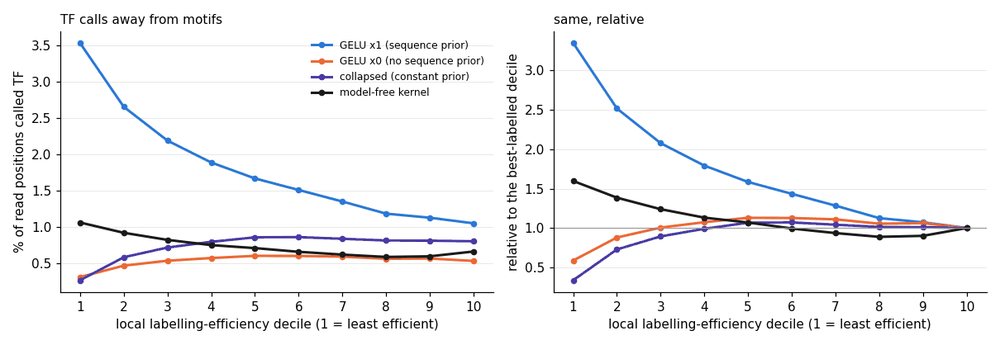 TF calls away from motifs
% of read positions called TF
3.5
3.0
2.5
2.0
1.5
1.0
0.5
GELU x1 (sequence prior)
GELU x0 (no sequence prior)
collapsed (constant prior)
model-free kernel
1 2 3 4 5 6 7 8 9 10
local labelling-efficiency decile (1 = least efficient)
same, relative
relative to the best-labelled decile
3.0
2.5
2.0
1.5
1.0
0.5
1 2 3 4 5 6 7 8 9 10
local labelling-efficiency decile (1 = least efficient)